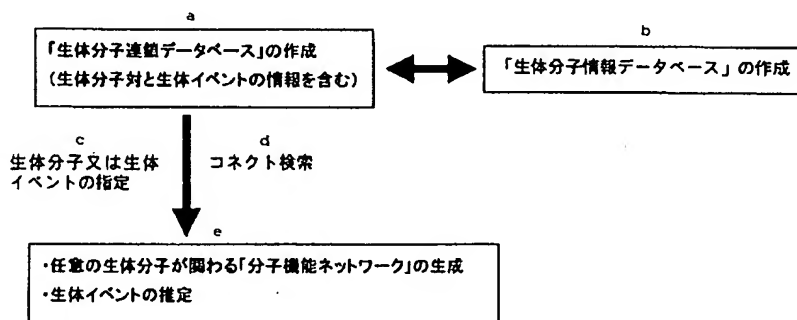 a
「生体分子連鎖データベース」の作成
(生体分子対と生体イベントの情報を含む)
b
「生体分子情報データベース」の作成
c
生体分子又は生体
イベントの指定
d
コネクト検索
e
・任意の生体分子が関わる「分子機能ネットワーク」の生成
・生体イベントの推定